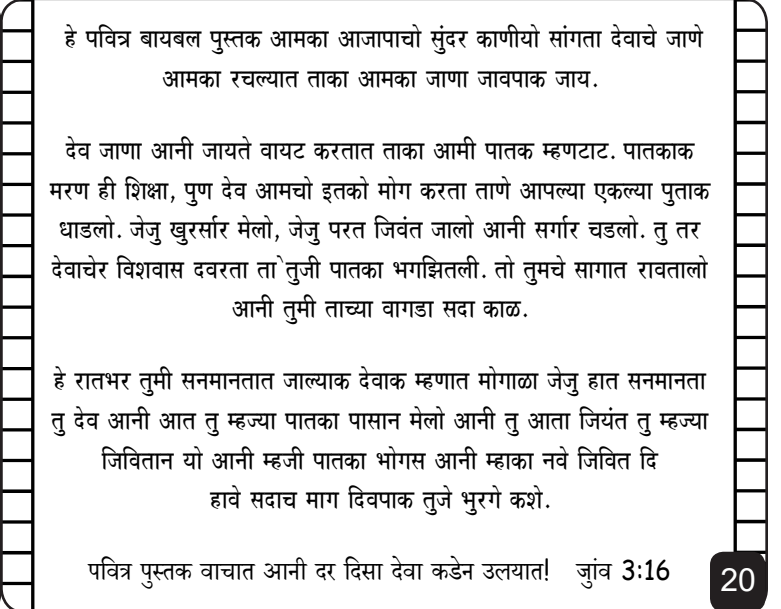 हे पवित्र बायबल पुस्तक आमका आजापाचो सुंदर काणीयो सांगता देवाचे जाणे
आमका रचल्यात ताका आमका जाणा जावपाक जाय.
देव जाणा आनी जायते वायट करतात ताका आमी पातक म्हणटाट. पातकाक
मरण ही शिक्षा, पुण देव आमचो इतको मोग करता ताणे आपल्या एकल्या पुताक
धाडलो. जेजु खुरर्सार मेलो, जेजु परत जिवंत जालो आनी सर्गार चडलो. तु तर
देवाचेर विशवास दवरता ता`तुजी पातका भगझितली. तो तुमचे सागात रावतालो
आनी तुमी ताच्या वागडा सदा काळ.
हे रातभर तुमी सनमानतात जाल्याक देवाक म्हणात मोगाळा जेजु हात सनमानता
तु देव आनी आत तु म्हज्या पातका पासान मेलो आनी तु आता जियंत तु म्हज्या
जिवितान यो आनी म्हजी पातका भोगस आनी म्हाका नवे जिवित दि
हावे सदाच माग दिवपाक तुजे भुरगे कशे.
पवित्र पुस्तक वाचात आनी दर दिसा देवा कडेन उलयात! जुांव 3:16
20